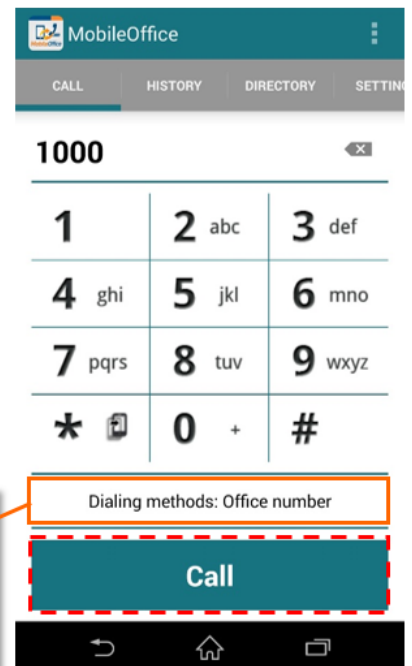 MobileOffice
CALL HISTORY DIRECTORY SETTIN
1000
1 2 abc 3 def
4 ghi 5 jkl 6 mno
7 pqrs 8 tuv 9 wxyz
* 0 + #
Dialing methods: Office number
Call